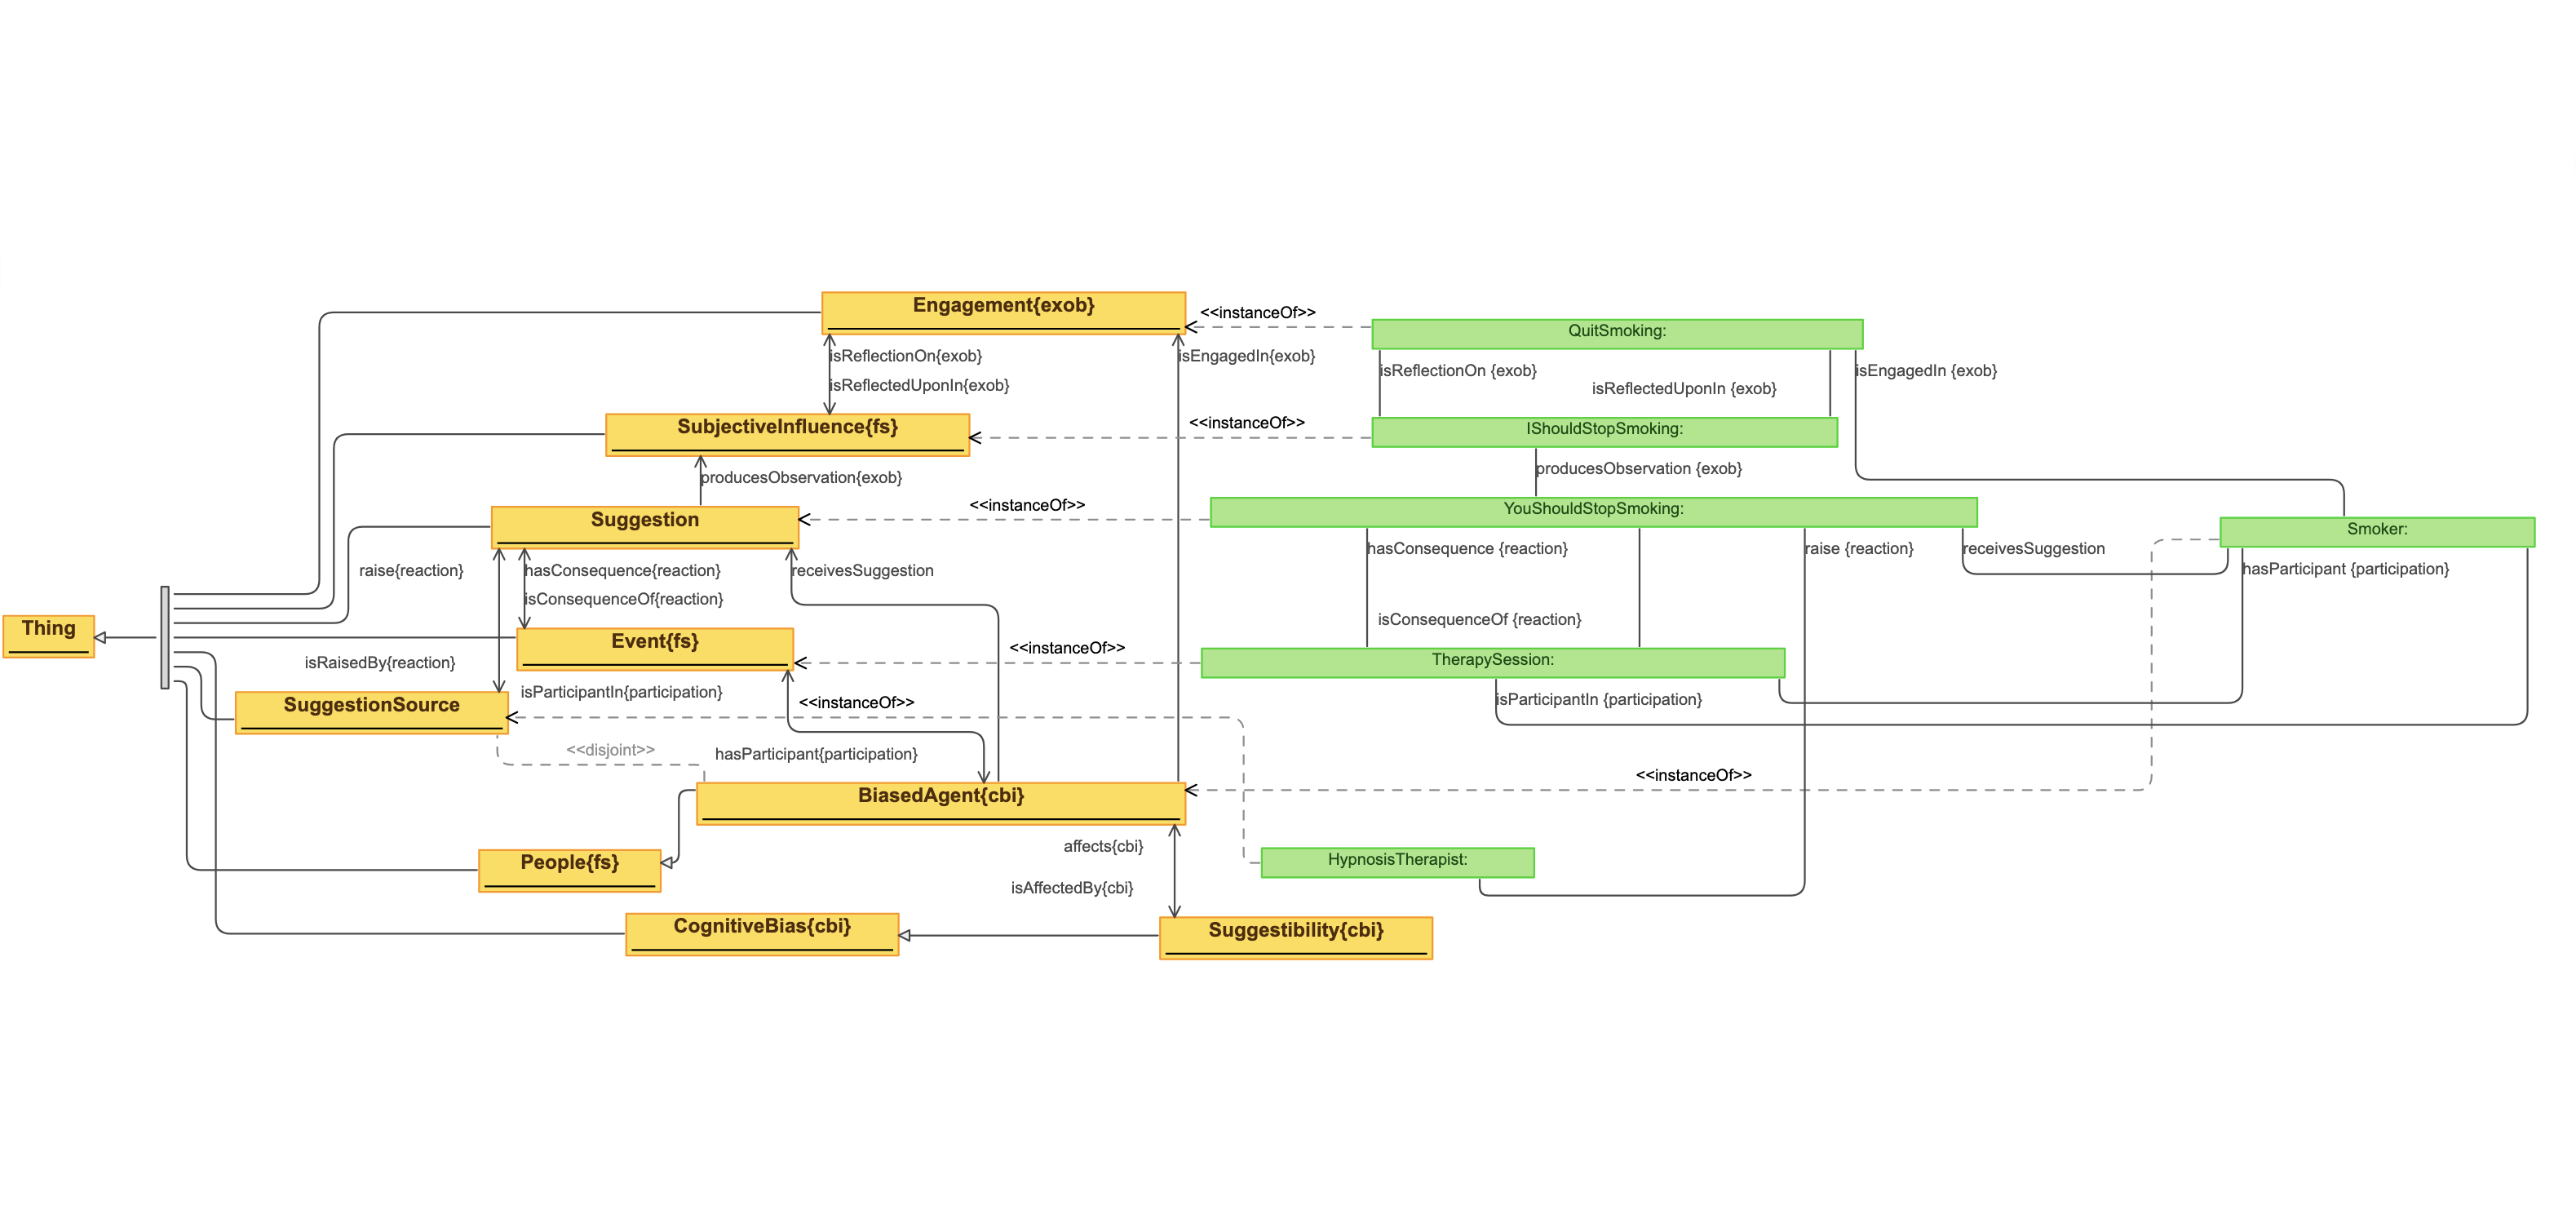 Engagement{exob}
<<instanceOf>>
QuitSmoking:
isReflectionOn{exob}
isEngagedIn{exob}
isReflectionOn {exob}
isEngagedIn {exob}
isReflectedUponIn{exob}
isReflectedUponIn {exob}
SubjectiveInfluence{fs}
<<instanceOf>>
IShouldStopSmoking:
producesObservation{exob}
producesObservation {exob}
Suggestion
<<instanceOf>>
YouShouldStopSmoking:
Smoker:
raise{reaction}
hasConsequence{reaction}
receivesSuggestion
hasConsequence {reaction}
raise {reaction}
receivesSuggestion
hasParticipant {participation}
isConsequenceOf{reaction}
isConsequenceOf {reaction}
Thing
Event{fs}
<<instanceOf>>
TherapySession:
isRaisedBy{reaction}
isParticipantIn{participation}
<<instanceOf>>
isParticipantIn {participation}
SuggestionSource
<<disjoint>>
hasParticipant{participation}
<<instanceOf>>
BiasedAgent{cbi}
affects{cbi}
People{fs}
HypnosisTherapist:
isAffectedBy{cbi}
CognitiveBias{cbi}
Suggestibility{cbi}